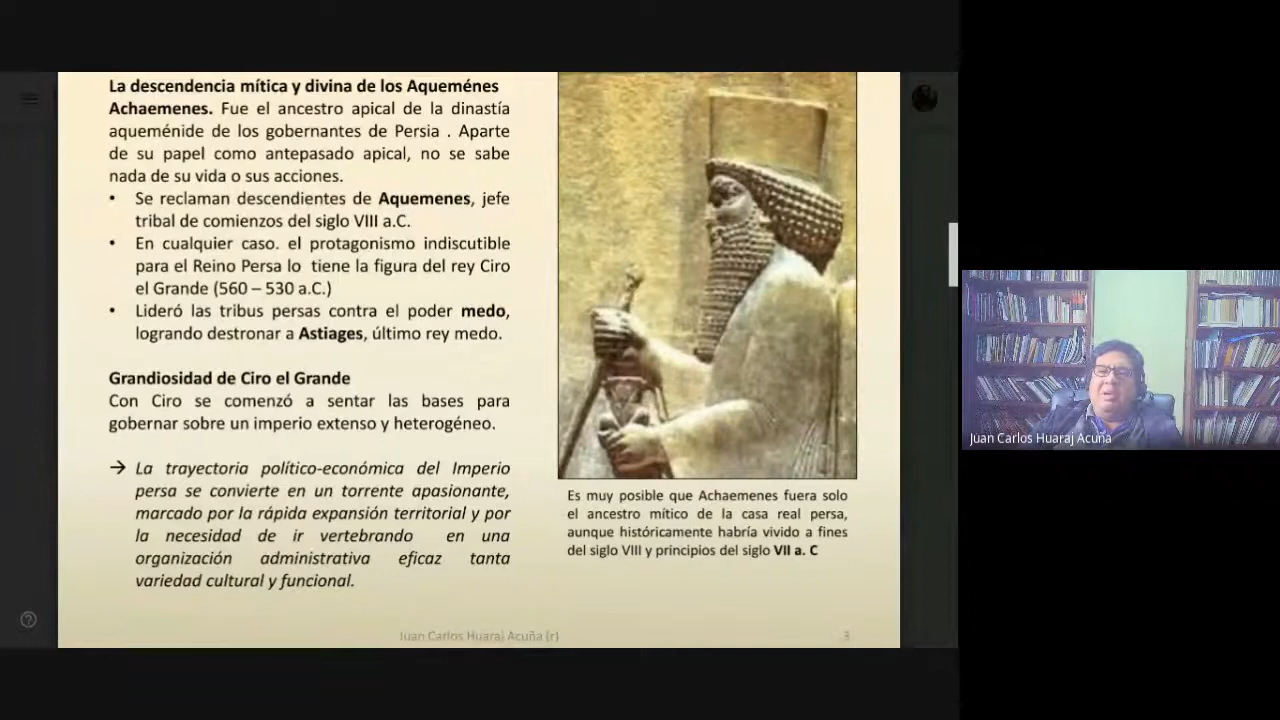 La descendencia mítica y divina de los Aqueménes
Achaemenes. Fue el ancestro apical de la dinastía
aqueménide de los gobernantes de Persia . Aparte
de su papel como antepasado apical, no se sabe
nada de su vida o sus acciones.
• Se reclaman descendientes de Aquemenes, jefe
tribal de comienzos del siglo VIII a.C.
• En cualquier caso. el protagonismo indiscutible
para el Reino Persa lo tiene la figura del rey Ciro
el Grande (560 – 530 a.C.)
• Lideró las tribus persas contra el poder medo,
logrando destronar a Astiages, último rey medo.
Grandiosidad de Ciro el Grande
Con Ciro se comenzó a sentar las bases para
gobernar sobre un imperio extenso y heterogéneo.
→ La trayectoria político-económica del Imperio
persa se convierte en un torrente apasionante,
marcado por la rápida expansión territorial y por
la necesidad de ir vertebrando en una
organización administrativa eficaz tanta
variedad cultural y funcional.
Es muy posible que Achaemenes fuera solo
el ancestro mítico de la casa real persa,
aunque históricamente habría vivido a fines
del siglo VIII y principios del siglo VII a. C
Juan Carlos Huaraj Acuña (r)
3
Juan Carlos Huaraj Acuña